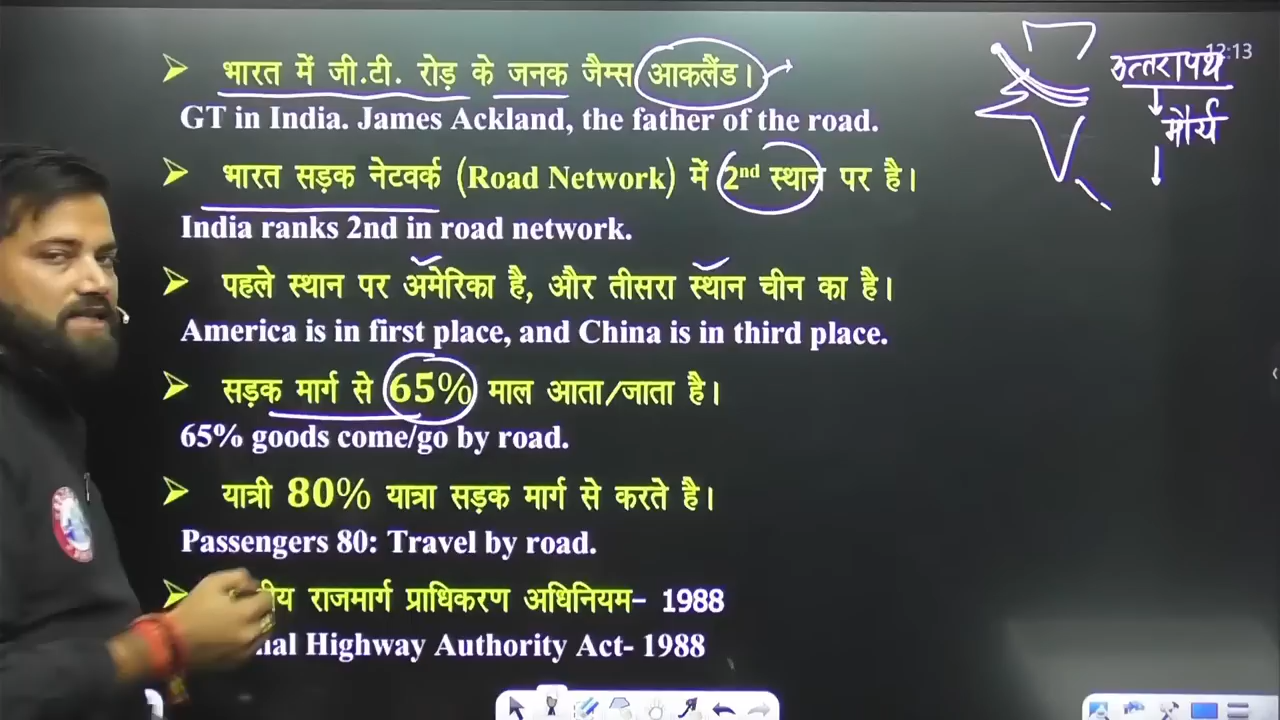 भारत में जी.टी. रोड़ के जनक जैम्स आकलैंड।
GT in India. James Ackland, the father of the road.
भारत सड़क नेटवर्क (Road Network) में 2nd स्थान पर है।
India ranks 2nd in road network.
पहले स्थान पर अमेरिका है, और तीसरा स्थान चीन का है।
America is in first place, and China is in third place.
सड़क मार्ग से 65% माल आता/जाता है।
65% goods come/go by road.
यात्री 80% यात्रा सड़क मार्ग से करते है।
Passengers 80: Travel by road.
राजमार्ग प्राधिकरण अधिनियम- 1988
Highway Authority Act- 1988
12:13
उत्तरापथ
मौर्य